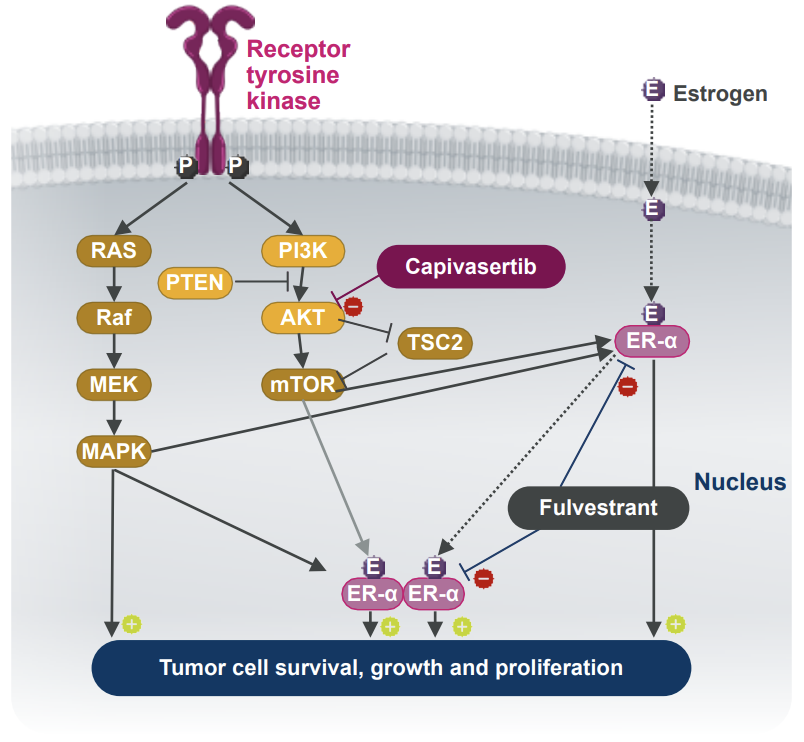 Receptor
tyrosine
kinase
E Estrogen
P P
E
RAS PI3K
PTEN Capivasertib
Raf AKT
E
ER-α
TSC2
MEK mTOR
MAPK
Nucleus
Fulvestrant
E E
ER-α ER-α
Tumor cell survival, growth and proliferation